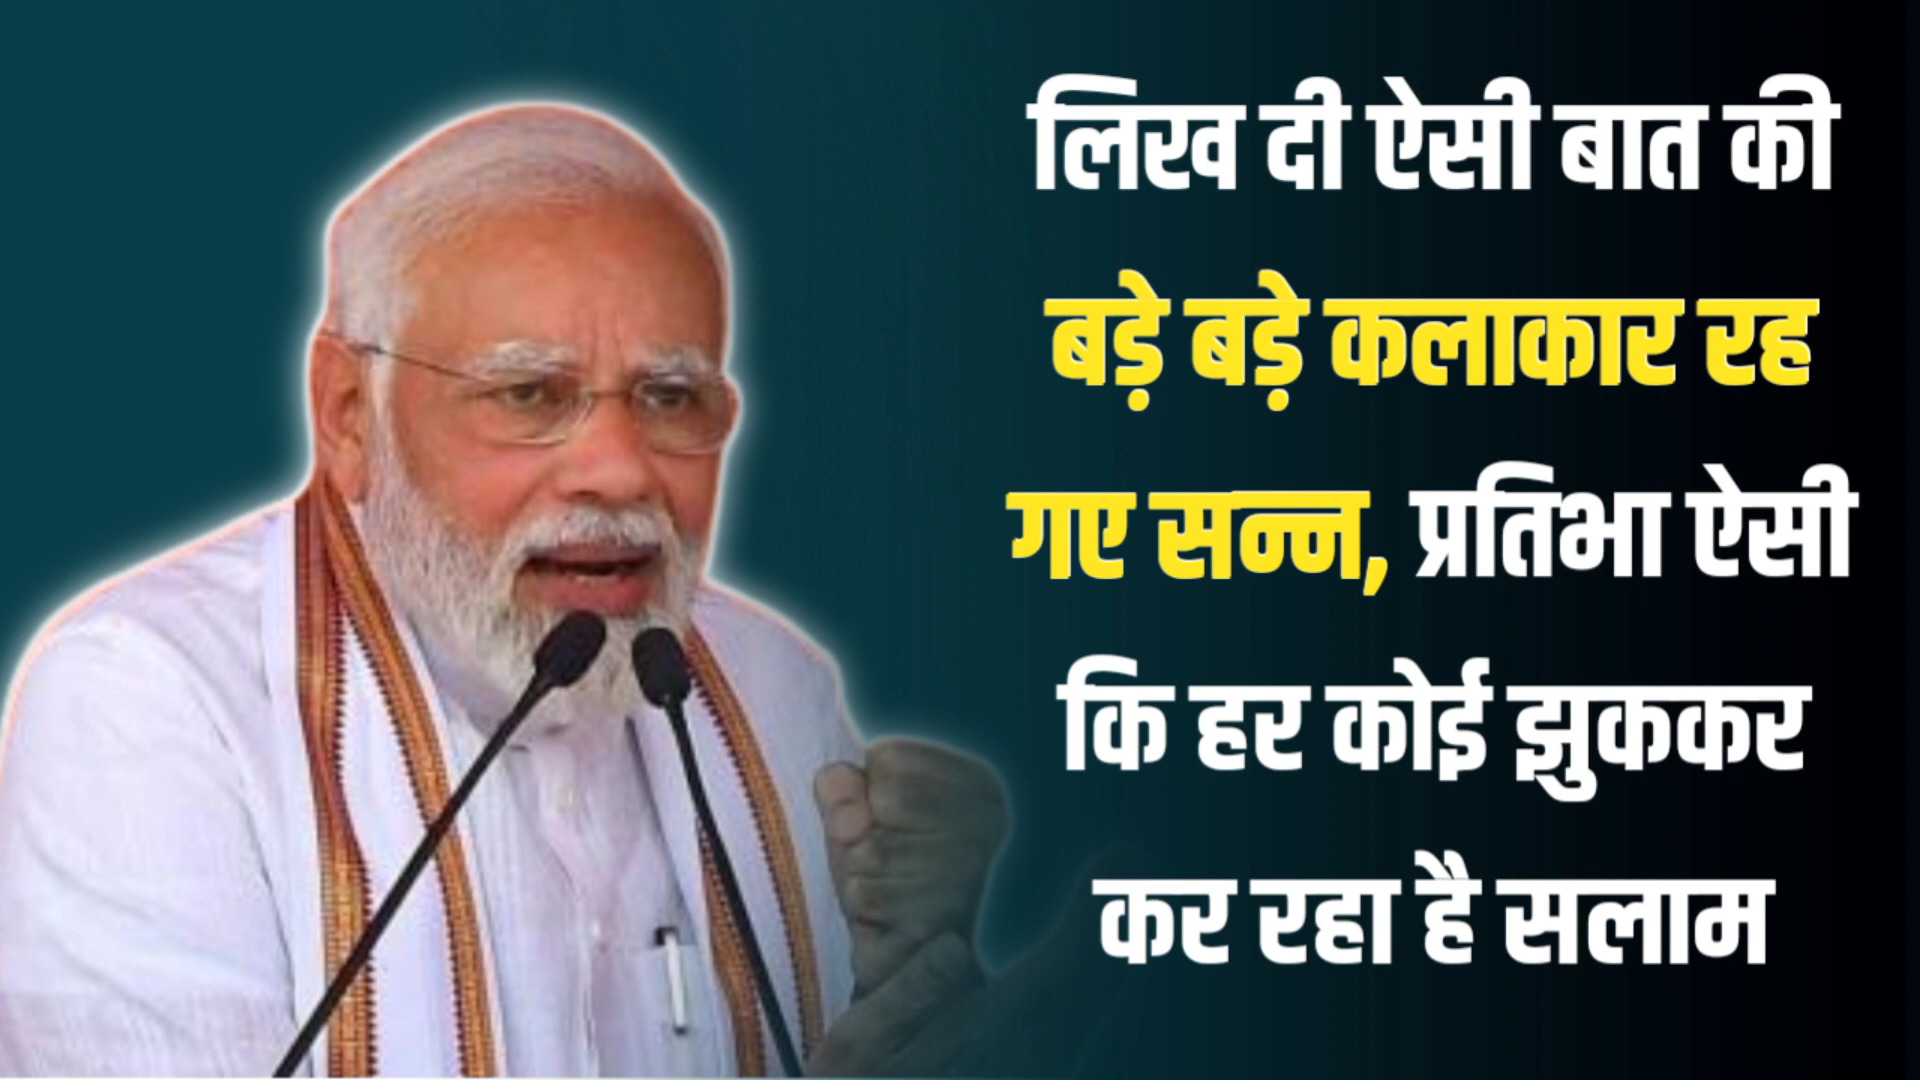 लिख दी ऐसी बात की
बड़े बड़े कलाकार रह
गए सन्न, प्रतिभा ऐसी
कि हर कोई झुककर
कर रहा है सलाम